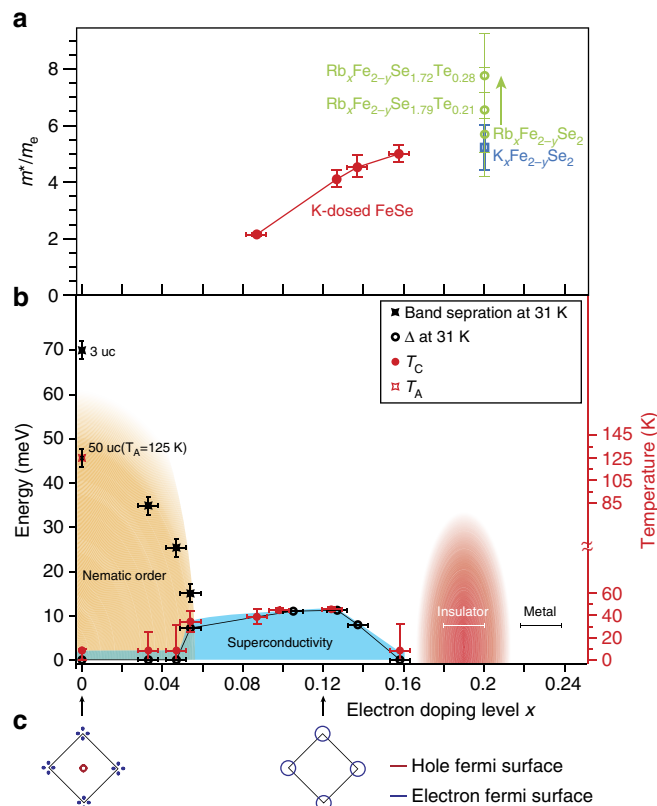 a
8
6
4
2
0
m*/mₑ
RbₓFe₂₋ᵧSe₁.₇₂Te₀.₂₈
RbₓFe₂₋ᵧSe₁.₇₉Te₀.₂₁
RbₓFe₂₋ᵧSe₂
KₓFe₂₋ᵧSe₂
K-dosed FeSe
b
Band sepration at 31 K
Δ at 31 K
T_C
T_A
70
60
50
40
30
20
10
0
Energy (meV)
3 uc
50 uc(T_A=125 K)
Nematic order
Superconductivity
Insulator
Metal
145
125
105
85
≈
60
40
20
0
Temperature (K)
0 0.04 0.08 0.12 0.16 0.20 0.24
Electron doping level x
c
Hole fermi surface
Electron fermi surface